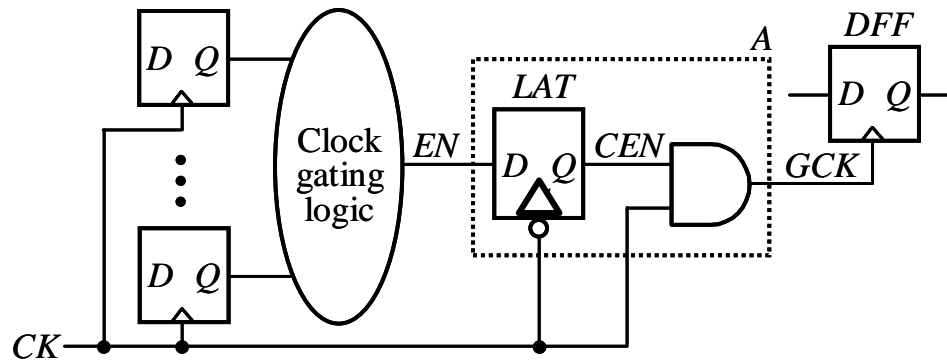 D Q
Clock
gating
logic
D Q
CK
EN
A
LAT
D Q
CEN
GCK
DFF
D Q